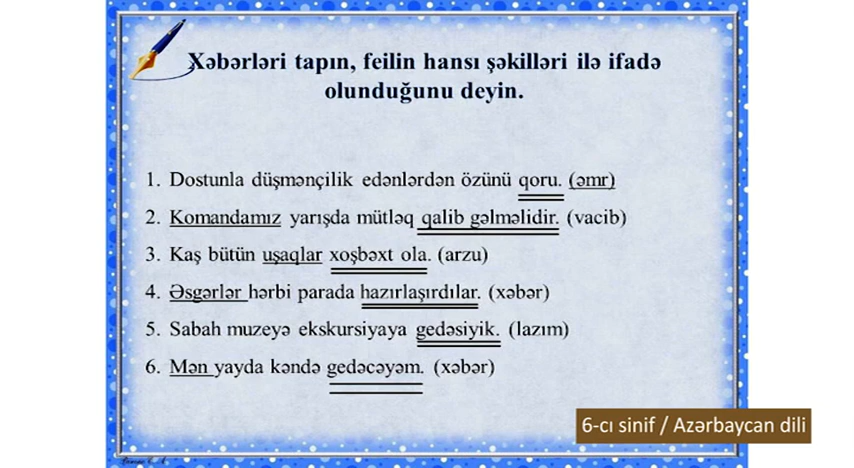 Xəbərləri tapın, feilin hansı şəkilləri ilə ifadə
olunduğunu deyin.
1. Dostunla düşmənçilik edənlərdən özünü qoru. (əmr)
2. Komandamız yarışda mütləq qalib gəlməlidir. (vacib)
3. Kaş bütün uşaqlar xoşbəxt ola. (arzu)
4. Əsgərlər hərbi parada hazırlaşırdılar. (xəbər)
5. Sabah muzeyə ekskursiyaya gedəsiyik. (lazım)
6. Mən yayda kəndə gedəcəyəm. (xəbər)
6-cı sinif / Azərbaycan dili